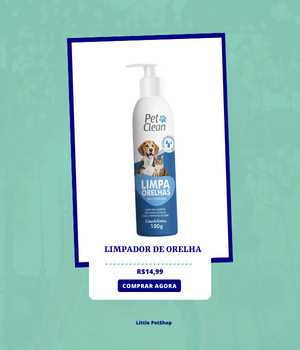 Pet
Clean
LIMPA
ORELHAS
Cães & Gatos
100g
LIMPADOR DE ORELHA
R$14,99
COMPRAR AGORA
Little PetShop